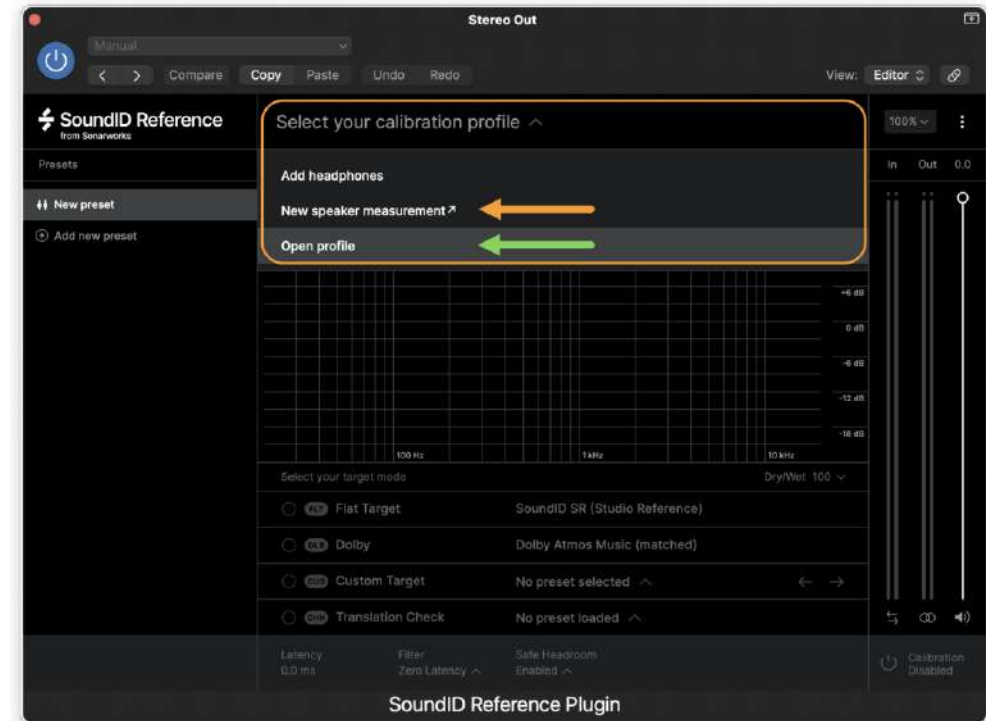 Stereo Out
Manual
Compare Copy Paste Undo Redo View: Editor
SoundID Reference
from Sonarworks
Select your calibration profile
100%
Presets
In Out 0.0
Add headphones
New preset
New speaker measurement
Add new preset
Open profile
+6 dB
0 dB
-6 dB
-12 dB
-18 dB
100 Hz 1 kHz 10 kHz
Select your target mode Dry/Wet 100
FLT Flat Target SoundID SR (Studio Reference)
DLB Dolby Dolby Atmos Music (matched)
CUS Custom Target No preset selected
CHK Translation Check No preset loaded
Latency Filter Safe Headroom
0.0 ms Zero Latency Enabled
Calibration
Disabled
SoundID Reference Plugin